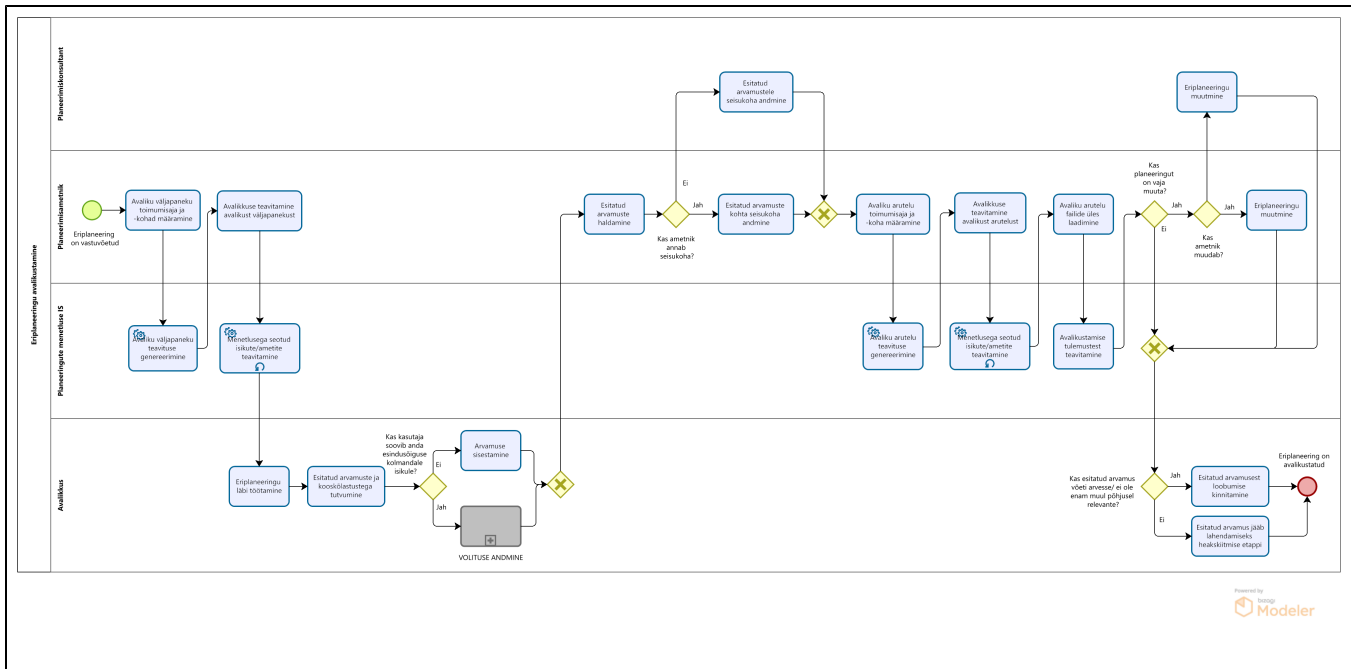 Eriplaneeringu avalikustamine
Planeerimiskonsultant
Esitatud
arvamustele
seisukoha andmine
Eriplaneeringu
muutmine
Planeerimisametnik
Eriplaneering
on vastuvõetud
Avaliku väljapaneku
toimumisaja ja
-kohad määramine
Avalikkuse teavitamine
avalikust väljapanekust
Esitatud
arvamuste
haldamine
Ei
Jah
Kas ametnik
annab
seisukoha?
Esitatud arvamuste
kohta seisukoha
andmine
Avaliku arutelu
toimumisaja ja
-koha määramine
Avalikkuse
teavitamine
avalikust arutelust
Avaliku arutelu
failide üles
laadimine
Kas
planeeringut
on vaja
muuta?
Jah
Ei
Jah
Kas
ametnik
muudab?
Eriplaneeringu
muutmine
Planeeringute menetluse IS
Avaliku väljapaneku
teavituse
genereerimine
Menetlusega seotud
isikute/ametite
teavitamine
Avaliku arutelu
teavituse
genereerimine
Menetlusega seotud
isikute/ametite
teavitamine
Avalikustamise
tulemustest
teavitamine
Avalikkus
Eriplaneeringu
läbi töötamine
Esitatud arvamuste ja
kooskõlastustega
tutvumine
Kas kasutaja
soovib anda
esindusõiguse
kolmandale
isikule?
Ei
Jah
Arvamuse
sisestamine
VOLITUSE ANDMINE
Kas esitatud arvamus
võeti arvesse/ ei ole
enam muul põhjusel
relevante?
Jah
Ei
Esitatud arvamusest
loobumise
kinnitamine
Esitatud arvamus jääb
lahendamiseks
heakskiitmise etappi
Eriplaneering on
avalikustatud
Powered by
bizagi
Modeler